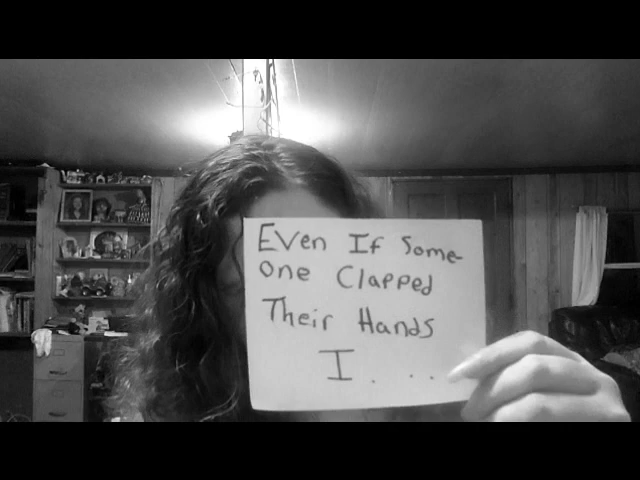 Even If Some-
one Clapped
Their Hands
I....